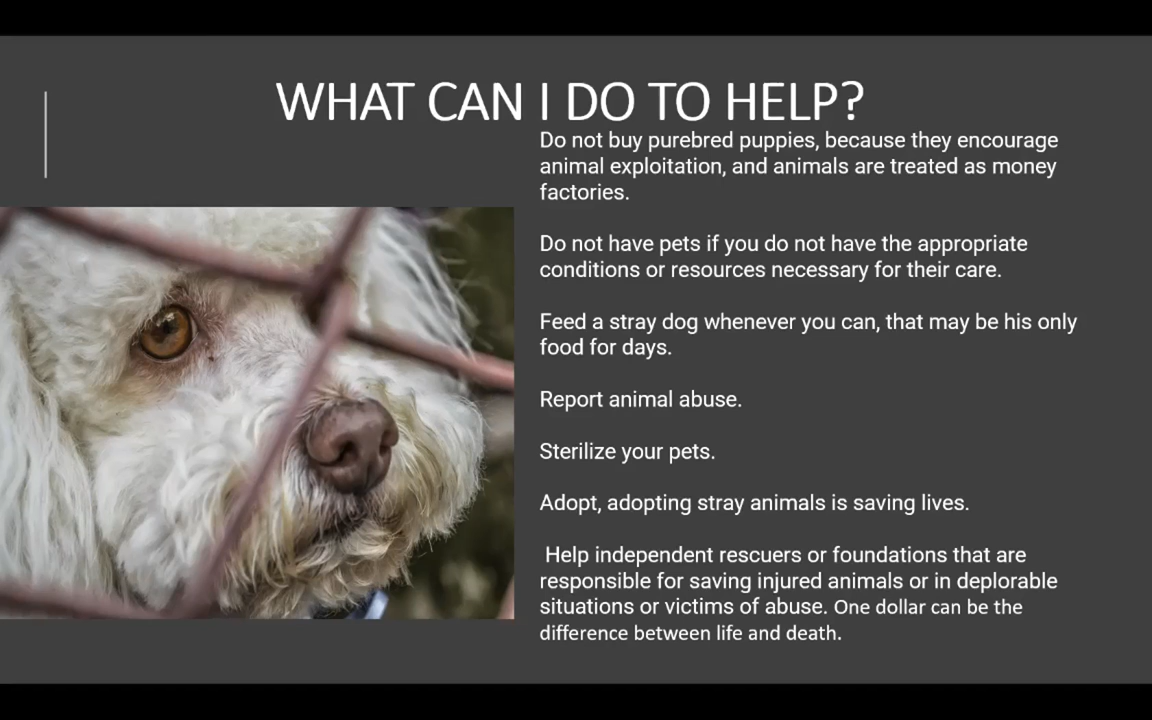 WHAT CAN I DO TO HELP?
Do not buy purebred puppies, because they encourage
animal exploitation, and animals are treated as money
factories.
Do not have pets if you do not have the appropriate
conditions or resources necessary for their care.
Feed a stray dog whenever you can, that may be his only
food for days.
Report animal abuse.
Sterilize your pets.
Adopt, adopting stray animals is saving lives.
Help independent rescuers or foundations that are
responsible for saving injured animals or in deplorable
situations or victims of abuse. One dollar can be the
difference between life and death.